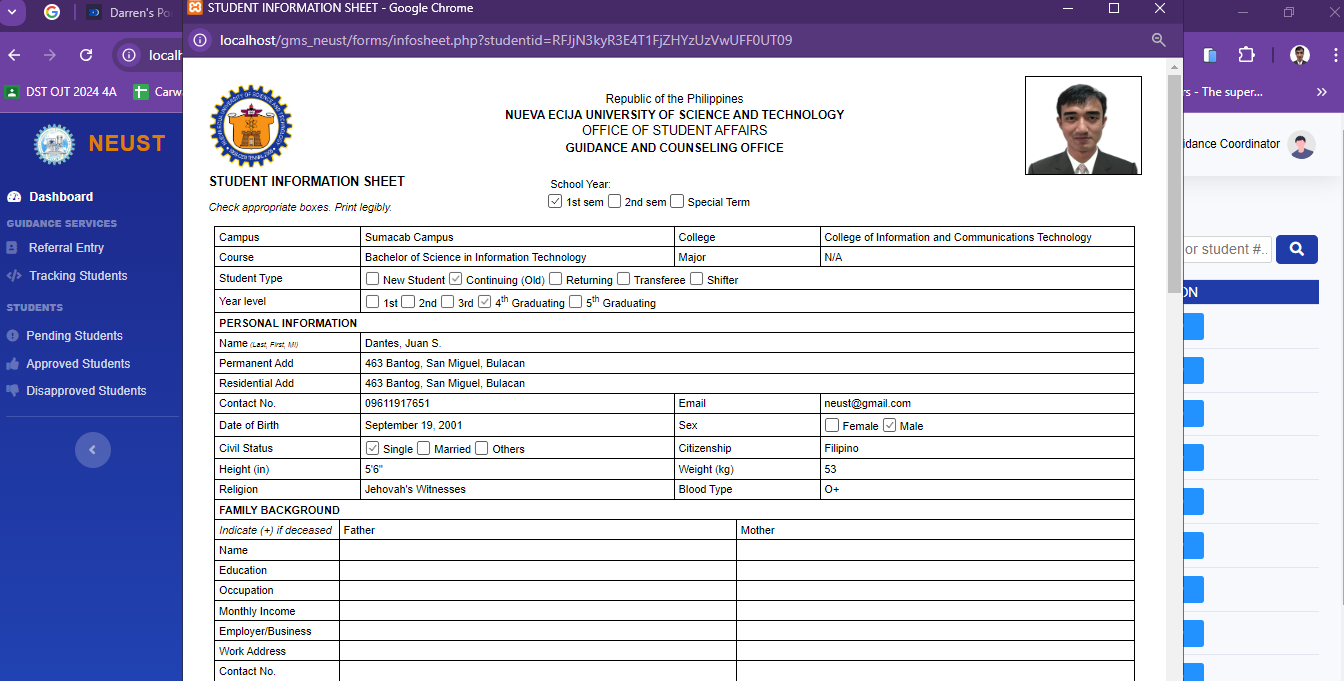 Darren's Po
STUDENT INFORMATION SHEET - Google Chrome
localh
localhost/gms_neust/forms/infosheet.php?studentid=RFJjN3kyR3E4T1FjZHYzUzVwUFF0UT09
DST OJT 2024 4A
Carw
rs - The super...
NEUST
Dashboard
GUIDANCE SERVICES
Referral Entry
Tracking Students
STUDENTS
Pending Students
Approved Students
Disapproved Students
Republic of the Philippines
NUEVA ECIJA UNIVERSITY OF SCIENCE AND TECHNOLOGY
OFFICE OF STUDENT AFFAIRS
GUIDANCE AND COUNSELING OFFICE
STUDENT INFORMATION SHEET
School Year:
Check appropriate boxes. Print legibly.
1st sem 2nd sem Special Term
Campus Sumacab Campus College College of Information and Communications Technology
Course Bachelor of Science in Information Technology Major N/A
Student Type New Student Continuing (Old) Returning Transferee Shifter
Year level 1st 2nd 3rd 4th Graduating 5th Graduating
PERSONAL INFORMATION
Name (Last, First, MI) Dantes, Juan S.
Permanent Add 463 Bantog, San Miguel, Bulacan
Residential Add 463 Bantog, San Miguel, Bulacan
Contact No. 09611917651 Email neust@gmail.com
Date of Birth September 19, 2001 Sex Female Male
Civil Status Single Married Others Citizenship Filipino
Height (in) 5'6" Weight (kg) 53
Religion Jehovah's Witnesses Blood Type O+
FAMILY BACKGROUND
Indicate (+) if deceased Father Mother
Name
Education
Occupation
Monthly Income
Employer/Business
Work Address
Contact No.
idance Coordinator
or student #..
ON